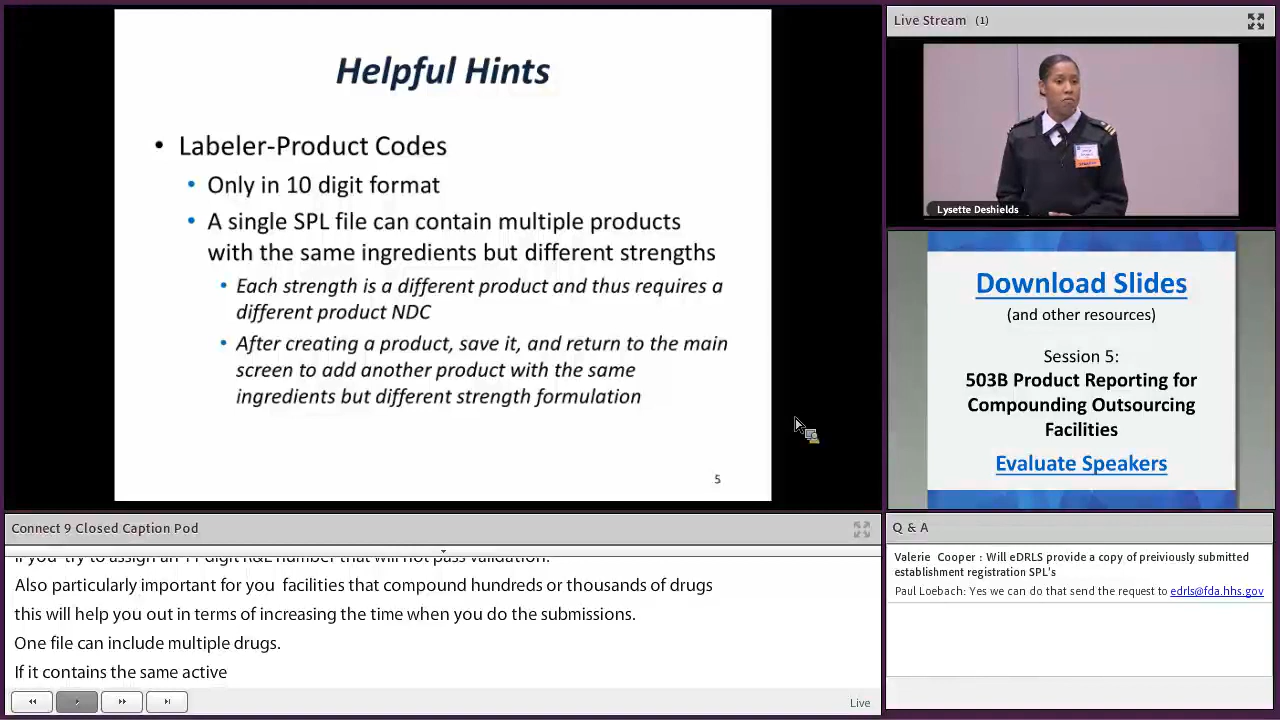 Helpful Hints
• Labeler-Product Codes
• Only in 10 digit format
• A single SPL file can contain multiple products
with the same ingredients but different strengths
• Each strength is a different product and thus requires a
different product NDC
• After creating a product, save it, and return to the main
screen to add another product with the same
ingredients but different strength formulation
5
Live Stream (1)
Lysette Deshields
Download Slides
(and other resources)
Session 5:
503B Product Reporting for
Compounding Outsourcing
Facilities
Evaluate Speakers
Connect 9 Closed Caption Pod
Also particularly important for you facilities that compound hundreds or thousands of drugs
this will help you out in terms of increasing the time when you do the submissions.
One file can include multiple drugs.
If it contains the same active
Live
Q & A
Valerie Cooper : Will eDRLS provide a copy of preiviously submitted
establishment registration SPL's
Paul Loebach: Yes we can do that send the request to edrls@fda.hhs.gov